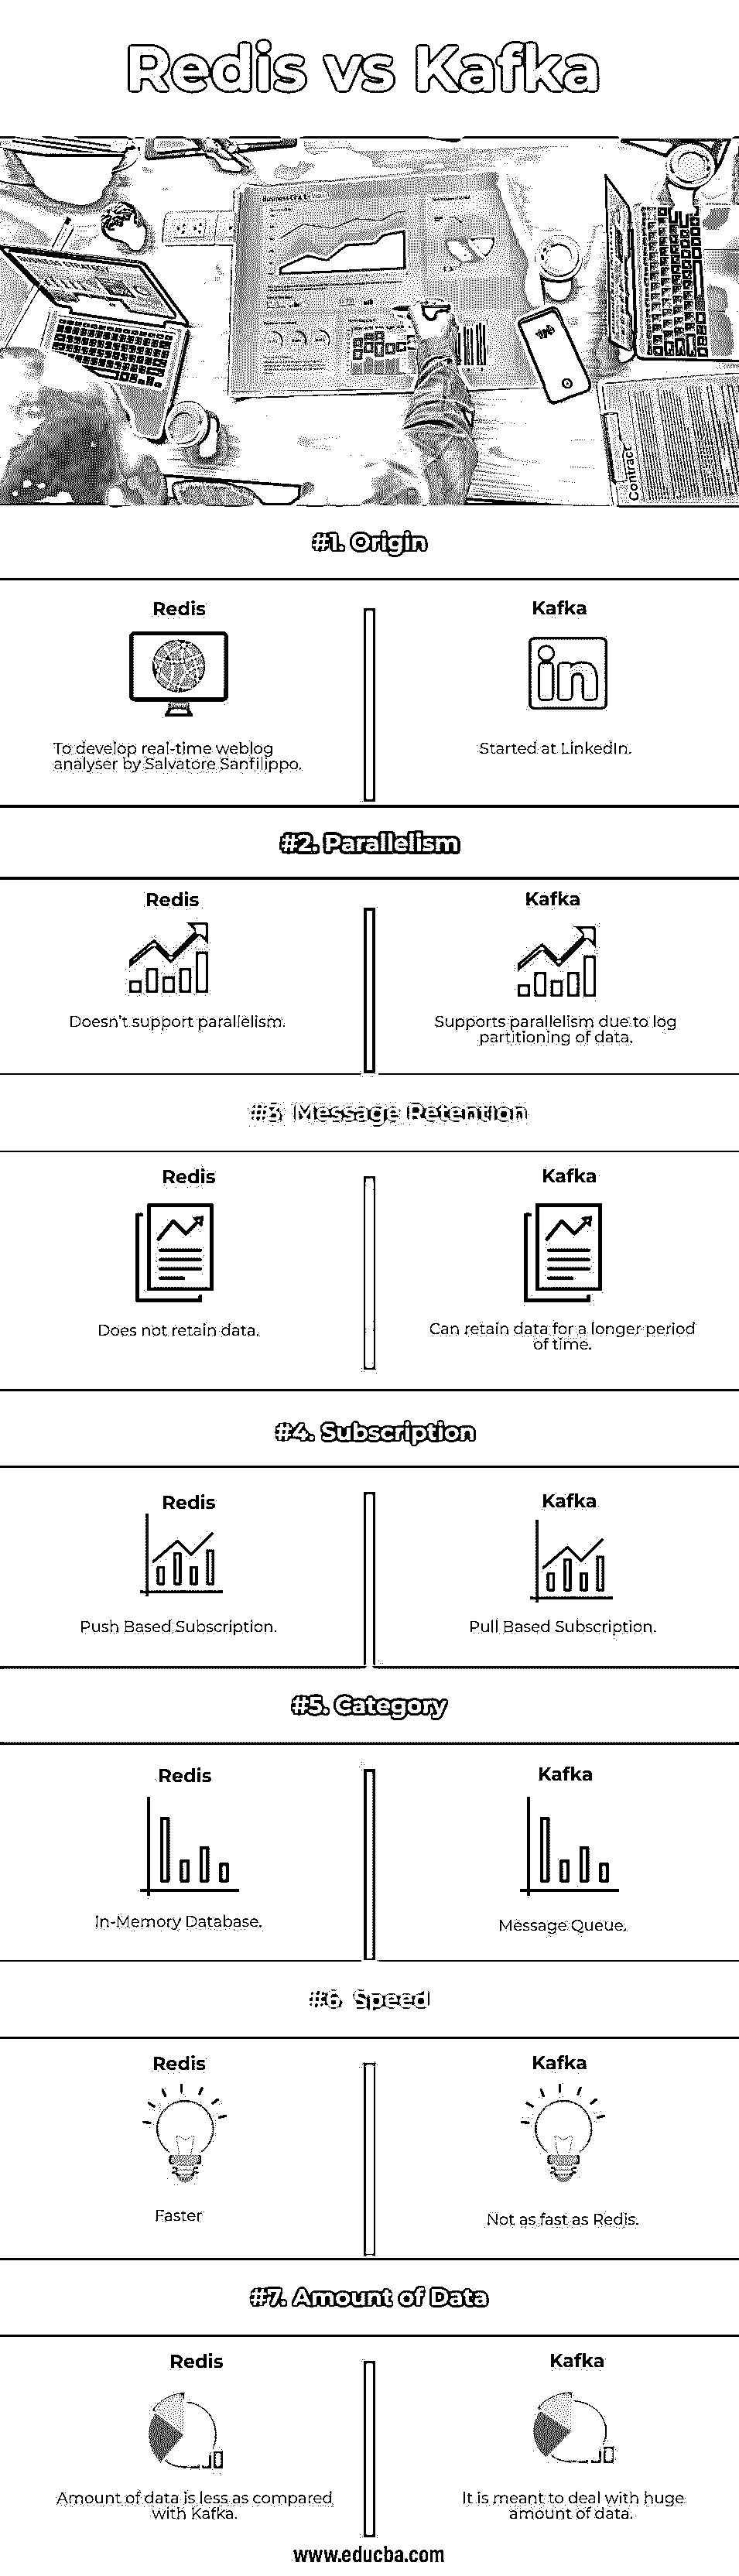 Redis vs Kafka
BUSINESS STRATEGY
Contract
#1. Origin
Redis
Kafka
To develop real-time weblog
analyser by Salvatore Sanfilippo.
Started at LinkedIn.
#2. Parallelism
Redis
Kafka
Doesn't support parallelism.
Supports parallelism due to log
partitioning of data.
#3 Message Retention
Redis
Kafka
Does not retain data.
Can retain data for a longer period
of time.
#4. Subscription
Redis
Kafka
Push Based Subscription.
Pull Based Subscription.
#5. Category
Redis
Kafka
In-Memory Database.
Message Queue.
#6 Speed
Redis
Kafka
Faster
Not as fast as Redis.
#7. Amount of Data
Redis
Kafka
Amount of data is less as compared
with Kafka.
It is meant to deal with huge
amount of data.
www.educba.com